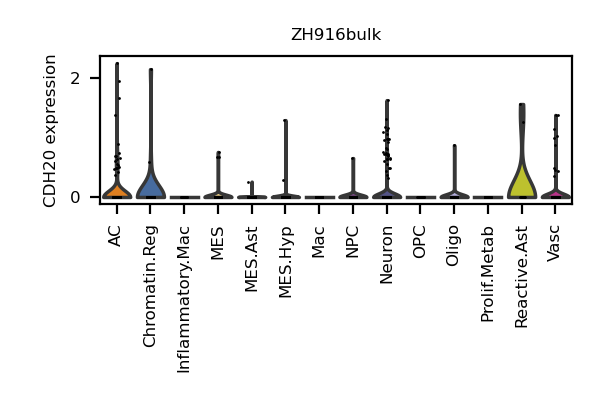 ZH916bulk
CDH20 expression
2
0
AC
Chromatin.Reg
Inflammatory.Mac
MES
MES.Ast
MES.Hyp
Mac
NPC
Neuron
OPC
Oligo
Prolif.Metab
Reactive.Ast
Vasc